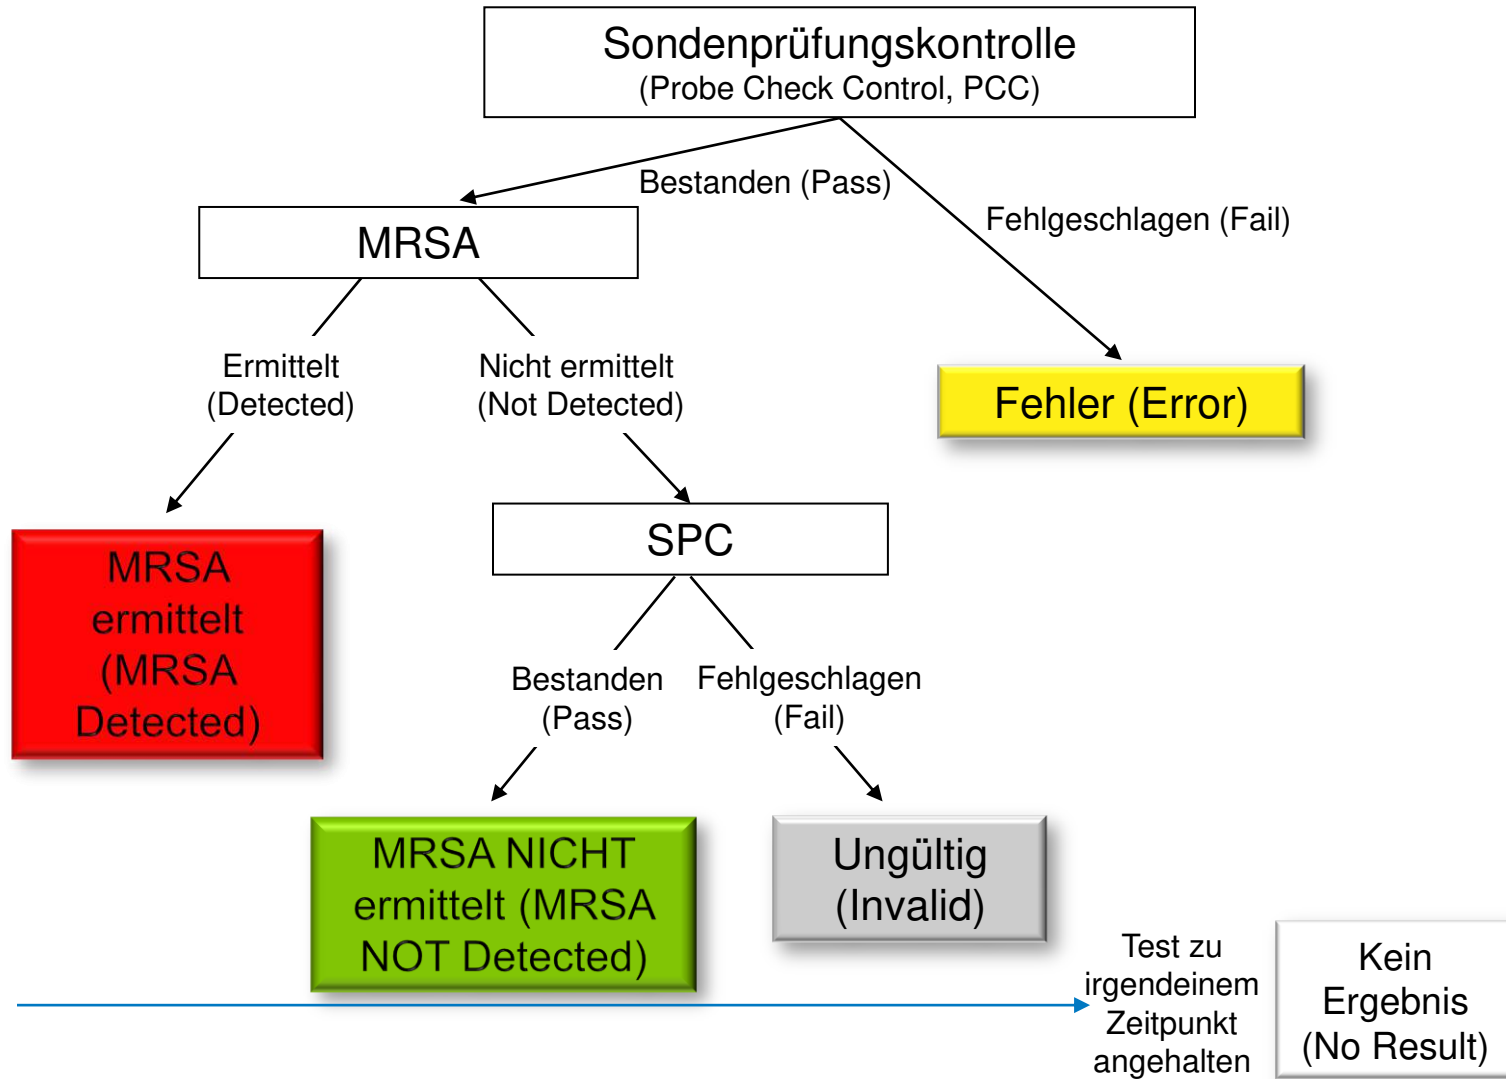 Sondenprüfungskontrolle
(Probe Check Control, PCC)
Bestanden (Pass)
Fehlgeschlagen (Fail)
MRSA
Ermittelt
(Detected)
Nicht ermittelt
(Not Detected)
Fehler (Error)
MRSA
ermittelt
(MRSA
Detected)
SPC
Bestanden
(Pass)
Fehlgeschlagen
(Fail)
MRSA NICHT
ermittelt (MRSA
NOT Detected)
Ungültig
(Invalid)
Test zu
irgendeinem
Zeitpunkt
angehalten
Kein
Ergebnis
(No Result)